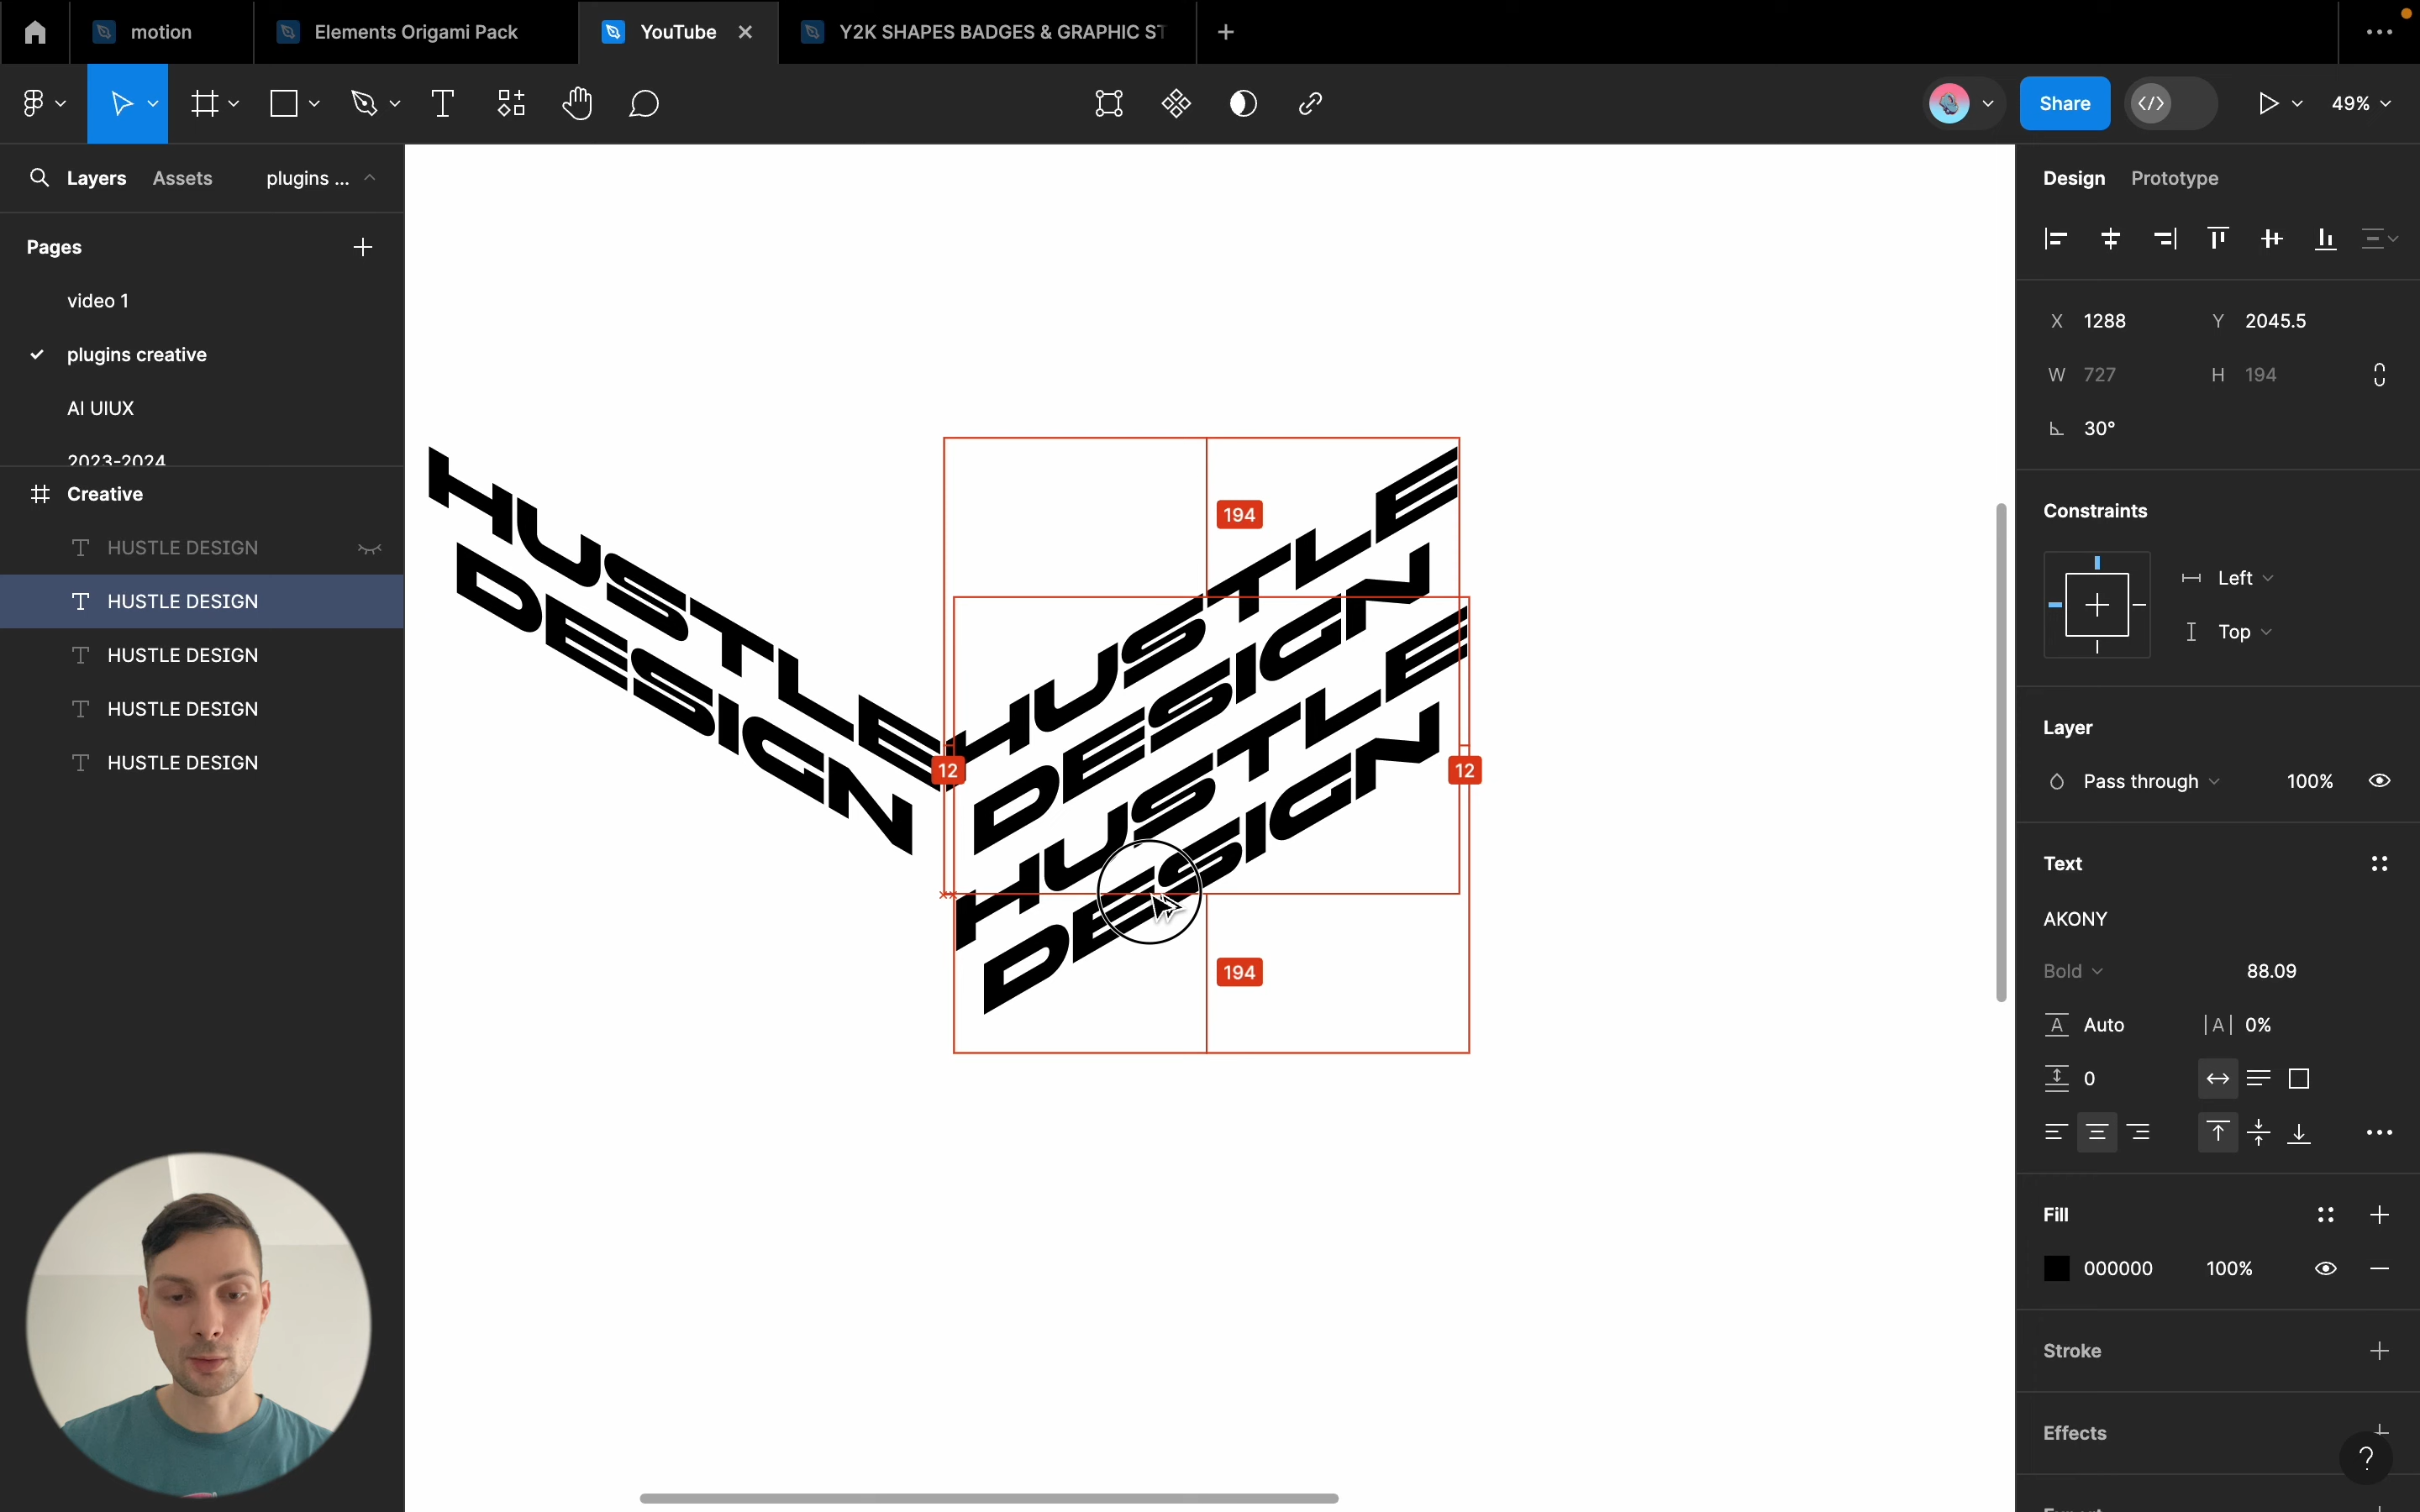 motion
Elements Origami Pack
YouTube
Y2K SHAPES BADGES & GRAPHIC ST
Share
49%
Layers
Assets
plugins ...
Pages
video 1
plugins creative
AI UIUX
2023-2024
Creative
HUSTLE DESIGN
HUSTLE DESIGN
HUSTLE DESIGN
HUSTLE DESIGN
HUSTLE DESIGN
HUSTLE
DESIGN
HUSTLE
DESIGN
HUSTLE
DESIGN
194
12
12
194
Design
Prototype
X 1288
Y 2045.5
W 727
H 194
30°
Constraints
Left
Top
Layer
Pass through
100%
Text
AKONY
Bold
88.09
A Auto
|A| 0%
0
Fill
000000
100%
Stroke
Effects
?